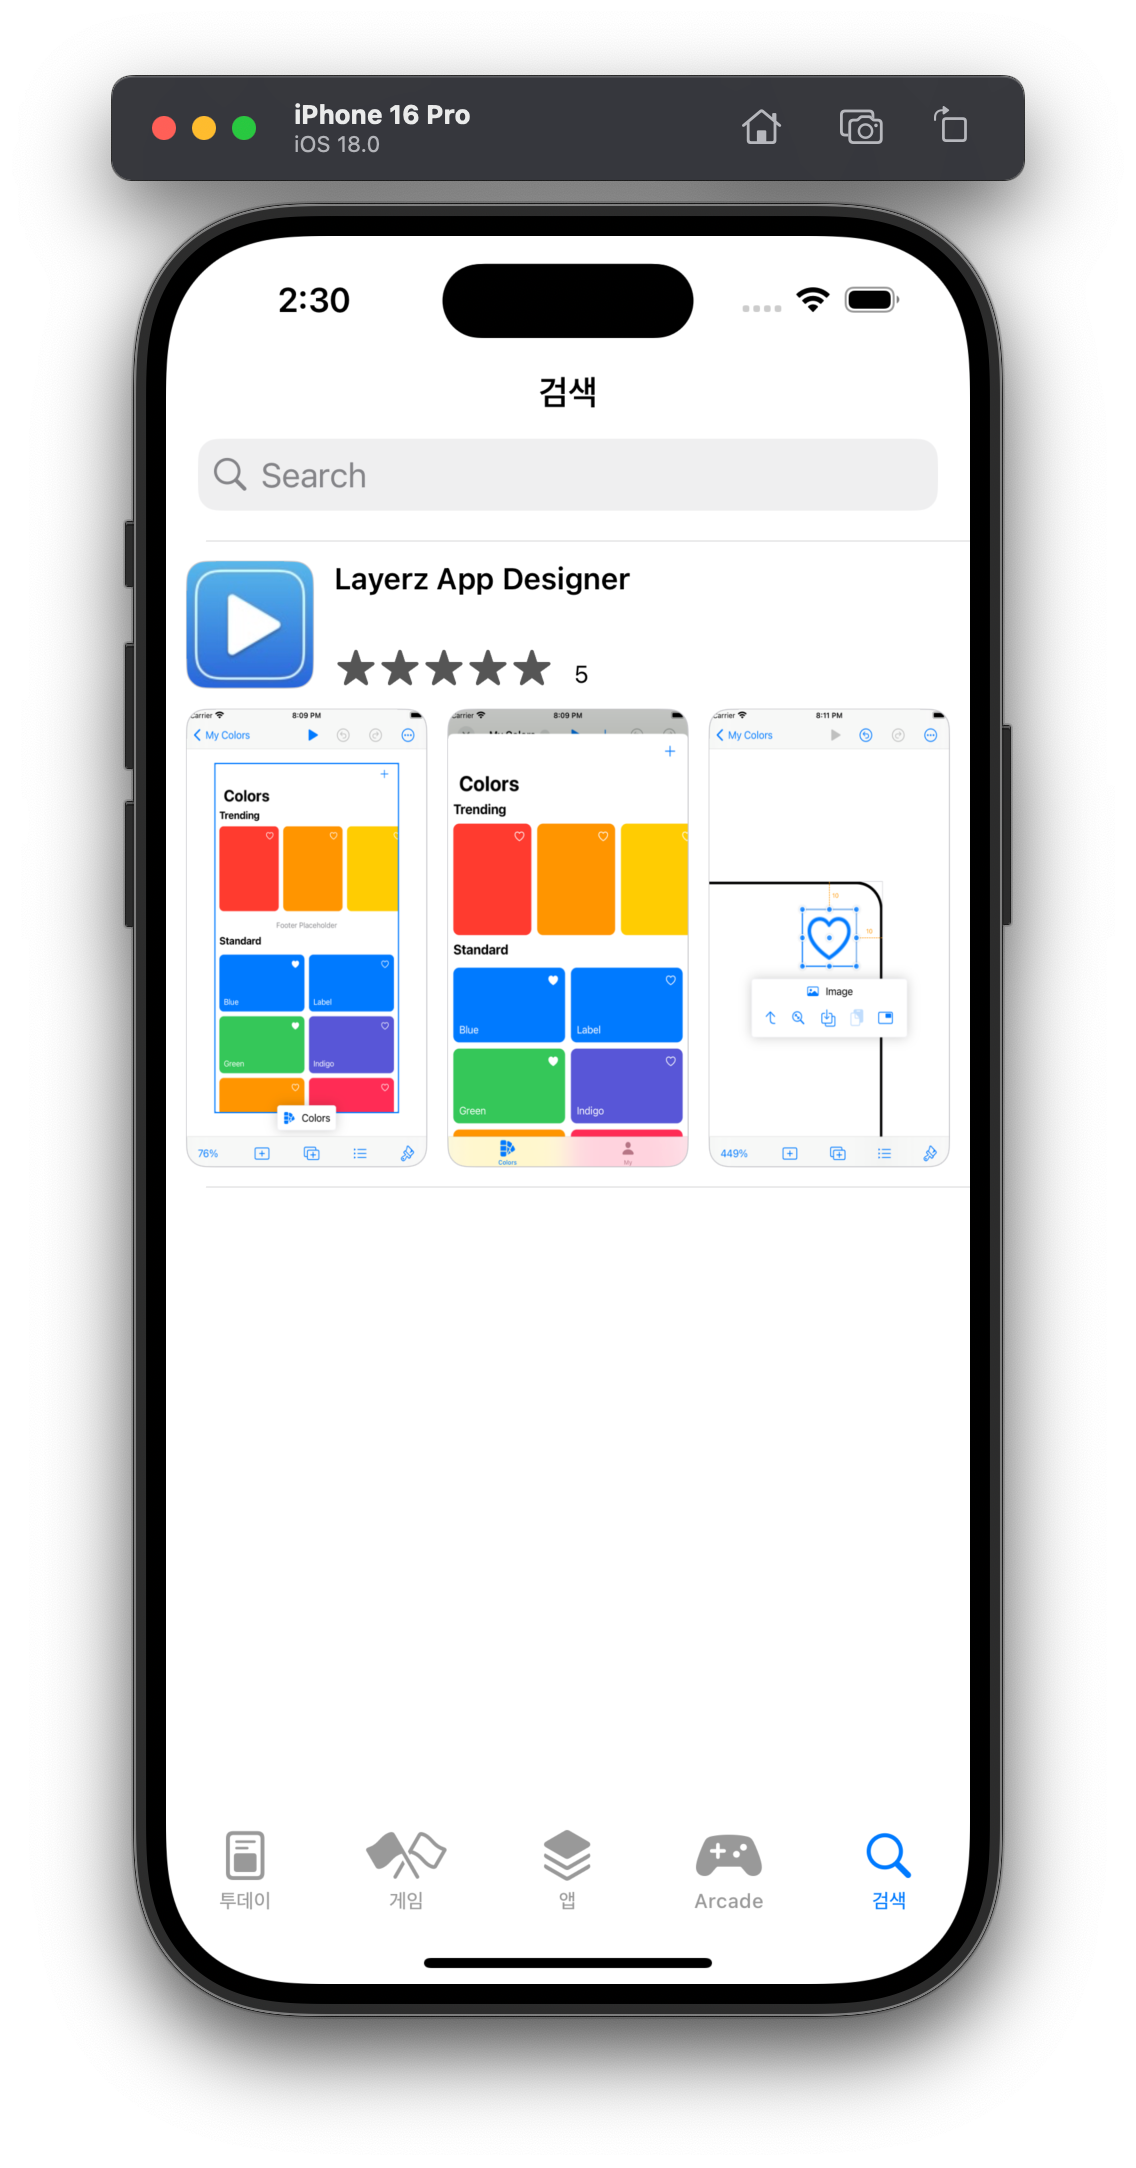 iPhone 16 Pro
iOS 18.0
2:30
검색
Search
Layerz App Designer
5
Carrier 8:09 PM
My Colors
Colors
Trending
Footer Placeholder
Standard
Blue
Label
Green
Indigo
Colors
76%
Carrier 8:09 PM
Colors
Trending
Standard
Blue
Label
Green
Indigo
Colors
My
Carrier 8:11 PM
My Colors
10
10
Image
449%
투데이
게임
앱
Arcade
검색